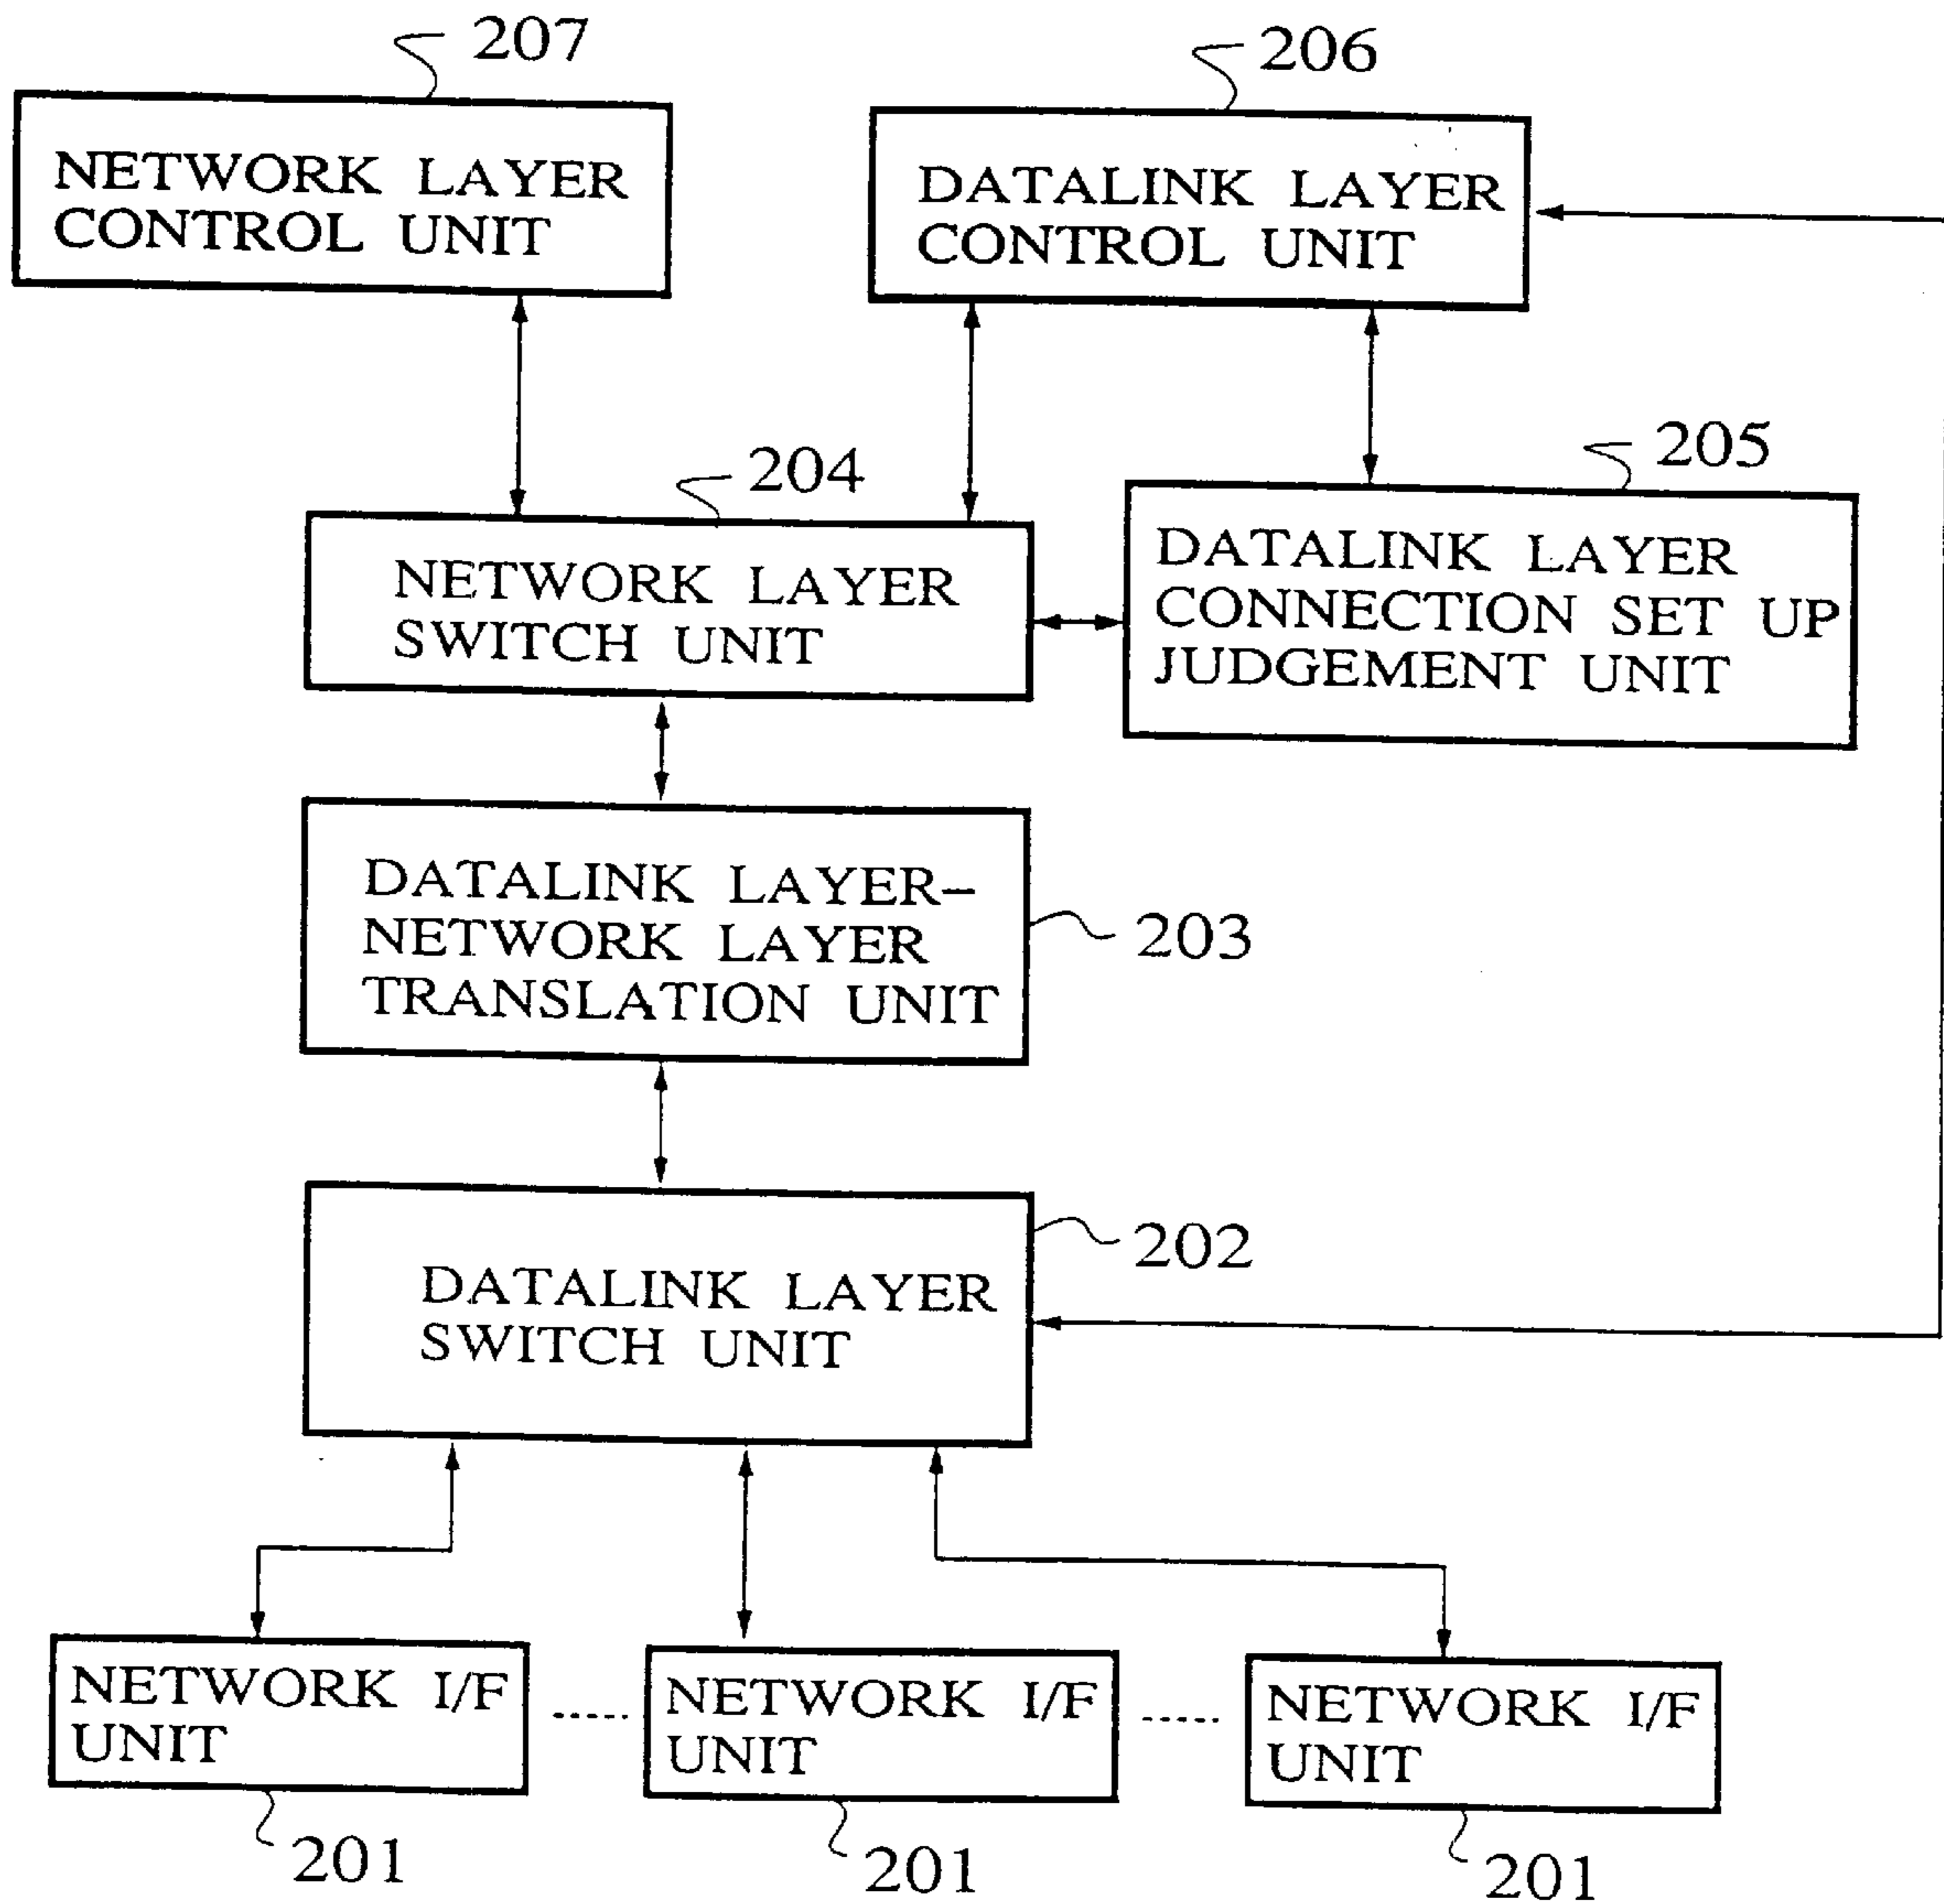 207
206
NETWORK LAYER
CONTROL UNIT
DATALINK LAYER
CONTROL UNIT
204
205
NETWORK LAYER
SWITCH UNIT
DATALINK LAYER
CONNECTION SET UP
JUDGEMENT UNIT
DATALINK LAYER–
NETWORK LAYER
TRANSLATION UNIT
203
202
DATALINK LAYER
SWITCH UNIT
NETWORK I/F
UNIT
NETWORK I/F
UNIT
NETWORK I/F
UNIT
201
201
201